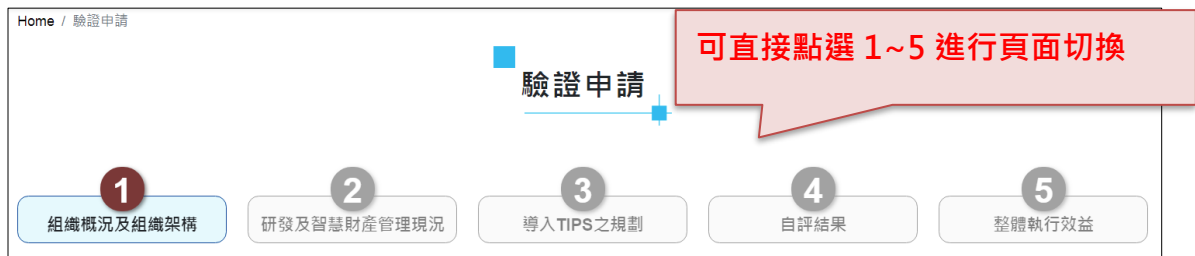 Home / 驗證申請
可直接點選 1~5 進行頁面切換
驗證申請
1
組織概況及組織架構
2
研發及智慧財產管理現況
3
導入TIPS之規劃
4
自評結果
5
整體執行效益